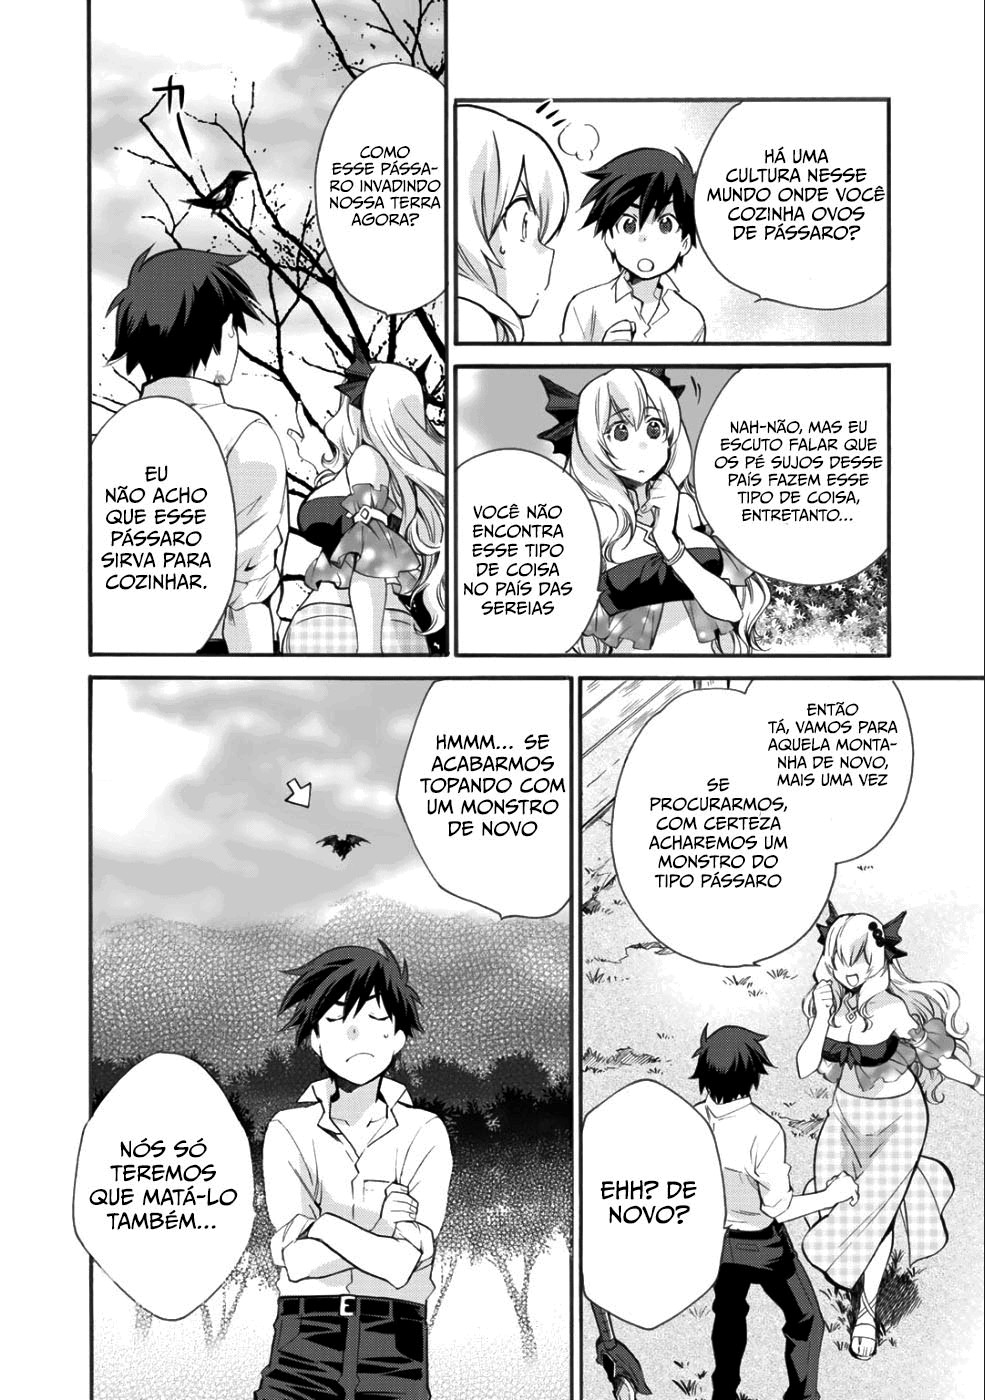 HÁ UMA
CULTURA NESSE
MUNDO ONDE VOCÊ
COZINHA OVOS
DE PÁSSARO?
NAH-NÃO, MAS EU
ESCUTO FALAR QUE
OS PÉ SUJOS DESSE
PAÍS FAZEM ESSE
TIPO DE COISA,
ENTRETANTO...
VOCÊ NÃO
ENCONTRA
ESSE TIPO
DE COISA
NO PAÍS DAS
SEREIAS
COMO
ESSE PÁSSA-
RO INVADINDO
NOSSA TERRA
AGORA?
カー
EU
NÃO ACHO
QUE ESSE
PÁSSARO
SIRVA PARA
COZINHAR.
ENTÃO
TÁ, VAMOS PARA
AQUELA MONTA-
NHA DE NOVO,
MAIS UMA VEZ
SE
PROCURARMOS,
COM CERTEZA
ACHAREMOS UM
MONSTRO DO
TIPO PÁSSARO
EHH? DE
NOVO?
HMMM... SE
ACABARMOS
TOPANDO COM
UM MONSTRO
DE NOVO
NÓS SÓ
TEREMOS
QUE MATÁ-LO
TAMBÉM...